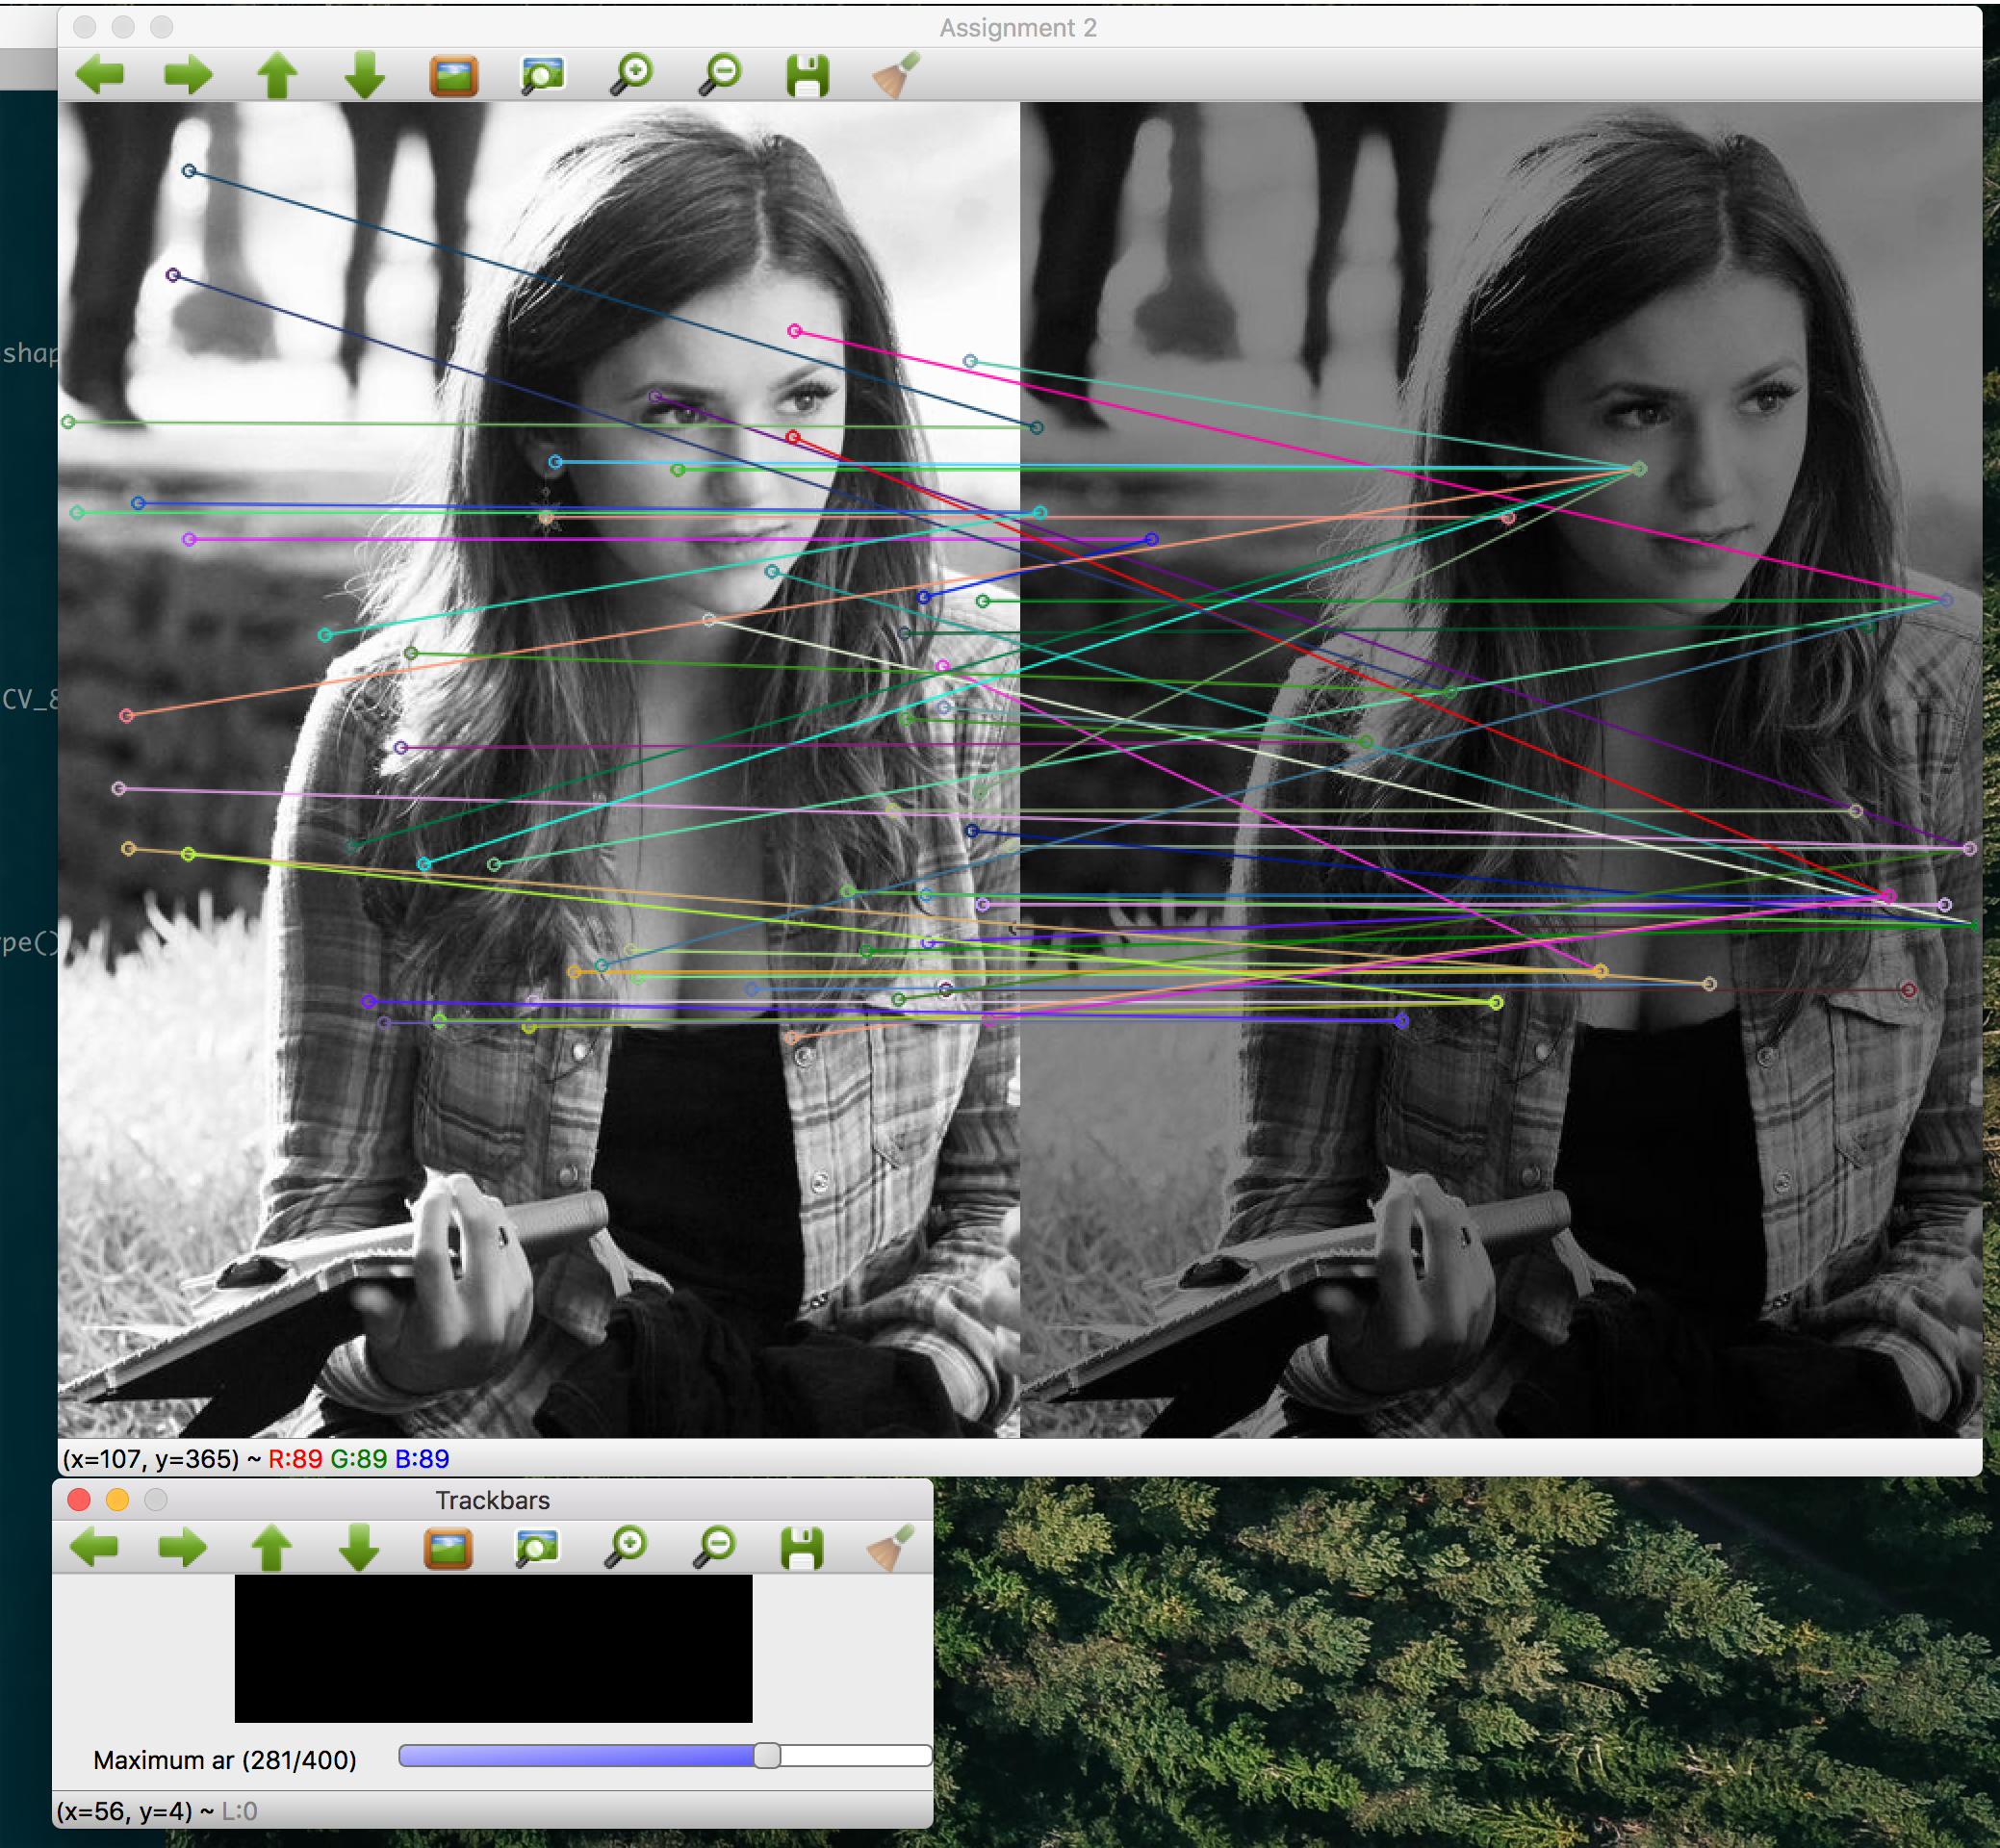 Assignment 2
shap
CV_8
pe()
(x=107, y=365) ~ R:89 G:89 B:89
Trackbars
Maximum ar (281/400)
(x=56, y=4) ~ L:0